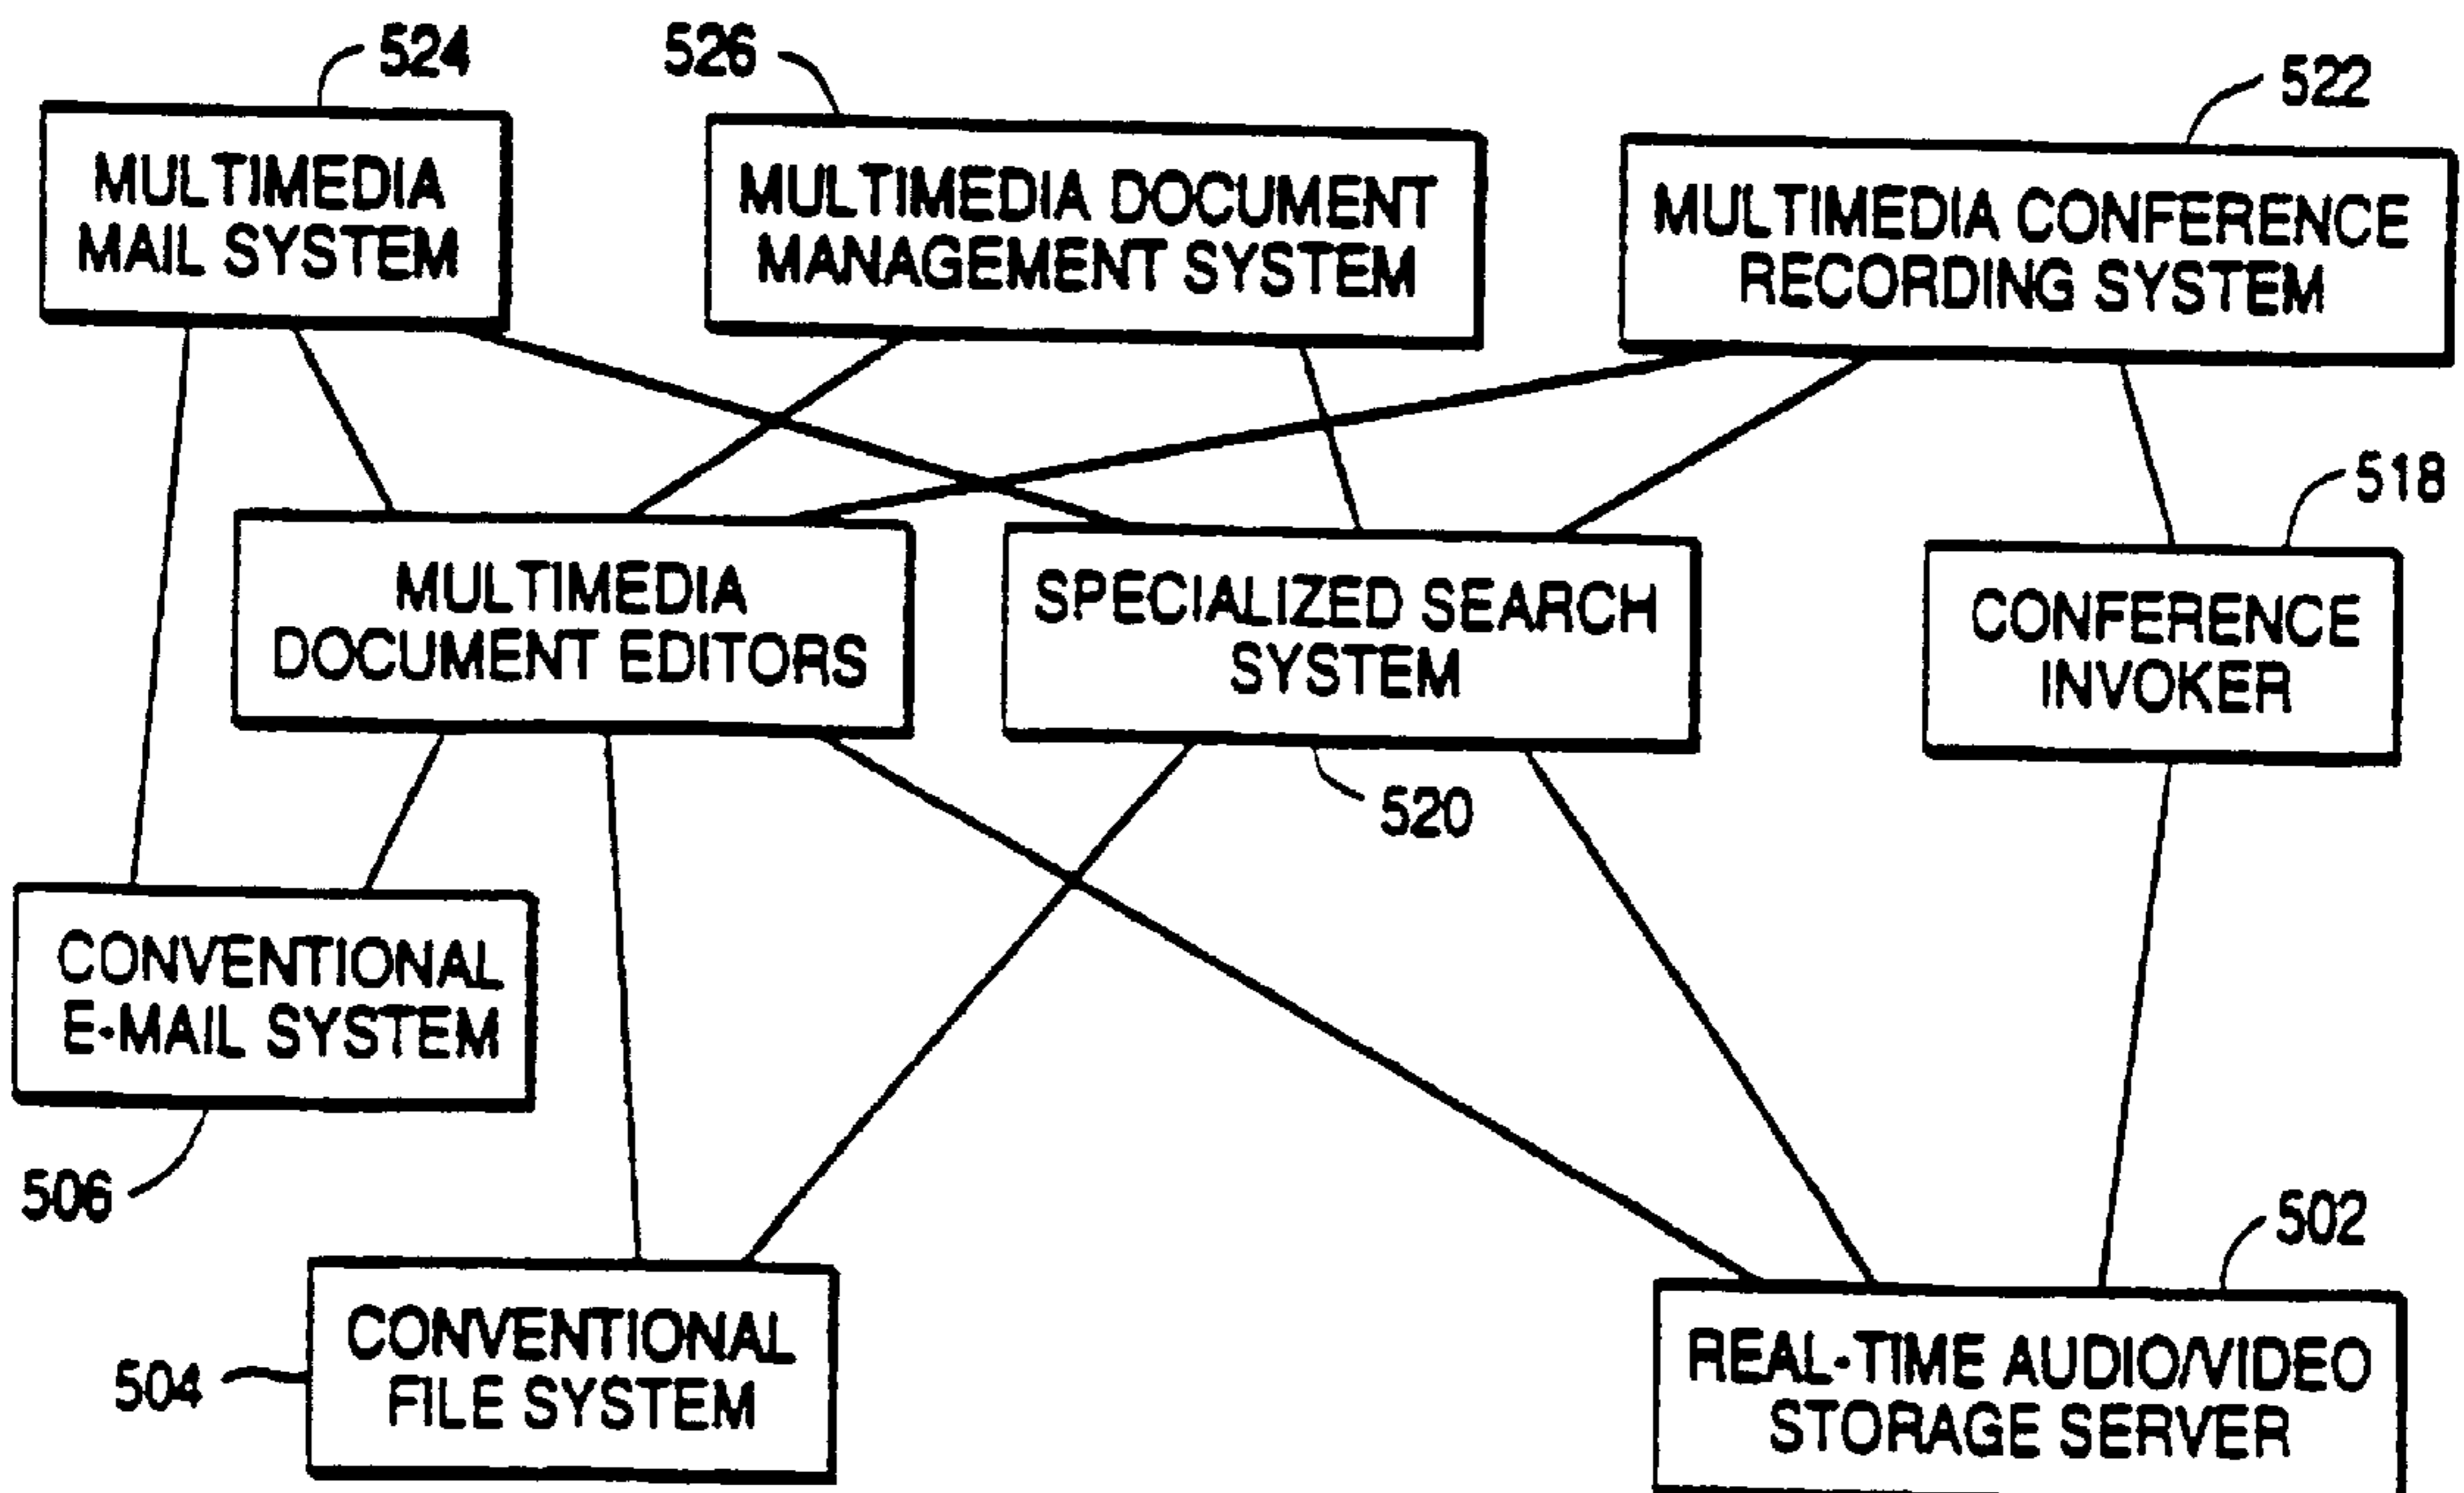 524
526
522
MULTIMEDIA
MAIL SYSTEM
MULTIMEDIA DOCUMENT
MANAGEMENT SYSTEM
MULTIMEDIA CONFERENCE
RECORDING SYSTEM
518
MULTIMEDIA
DOCUMENT EDITORS
SPECIALIZED SEARCH
SYSTEM
CONFERENCE
INVOKER
520
CONVENTIONAL
E-MAIL SYSTEM
506
502
504
CONVENTIONAL
FILE SYSTEM
REAL-TIME AUDIO/VIDEO
STORAGE SERVER